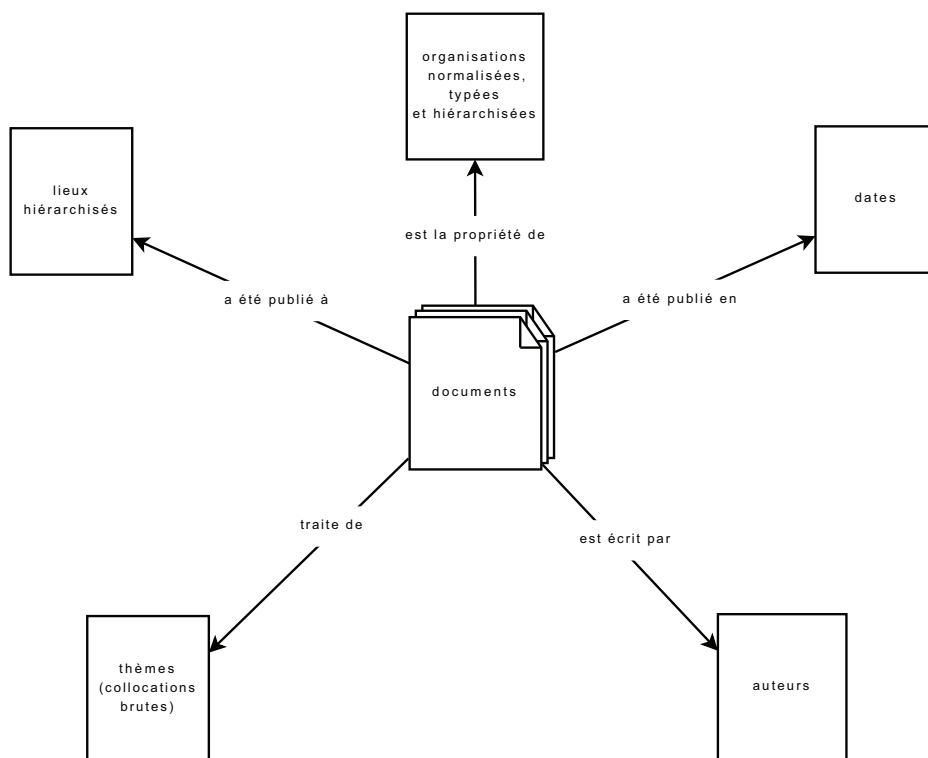 organisations
normalisées,
typées
et hiérarchisées
lieux
hiérarchisés
dates
est la propriété de
a été publié à
a été publié en
documents
traite de
est écrit par
thèmes
(collocations
brutes)
auteurs